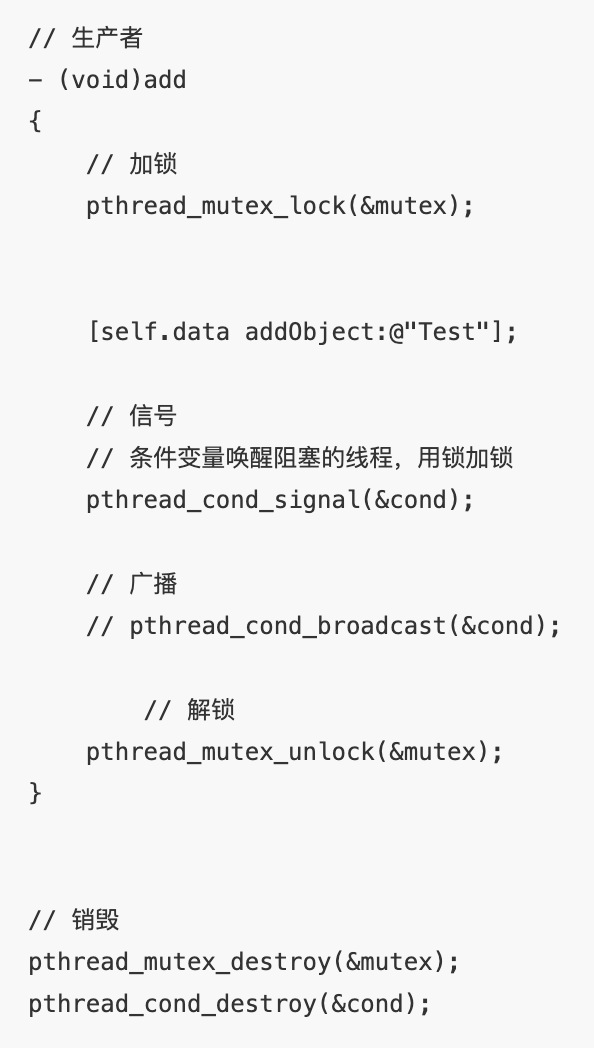 // 生产者
- (void)add
{
    // 加锁
    pthread_mutex_lock(&mutex);
    [self.data addObject:@"Test"];
    // 信号
    // 条件变量唤醒阻塞的线程，用锁加锁
    pthread_cond_signal(&cond);
    // 广播
    // pthread_cond_broadcast(&cond);
        // 解锁
    pthread_mutex_unlock(&mutex);
}
// 销毁
pthread_mutex_destroy(&mutex);
pthread_cond_destroy(&cond);